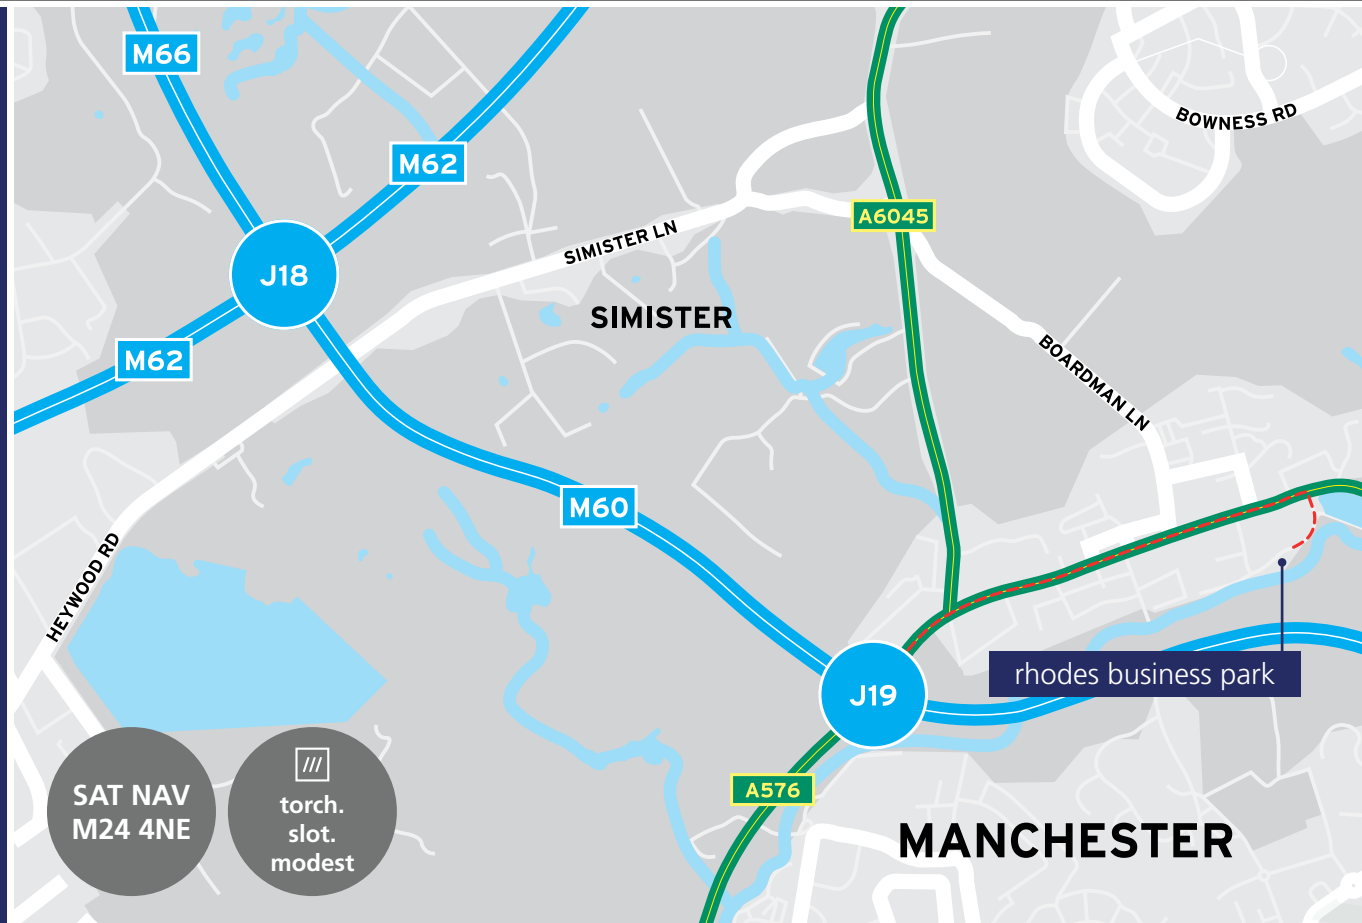 M66
BOWNESS RD
M62
A6045
SIMISTER LN
J18
SIMISTER
M62
BOARDMAN LN
M60
HEYWOOD RD
rhodes business park
J19
A576
SAT NAV
M24 4NE
torch.
slot.
modest
MANCHESTER